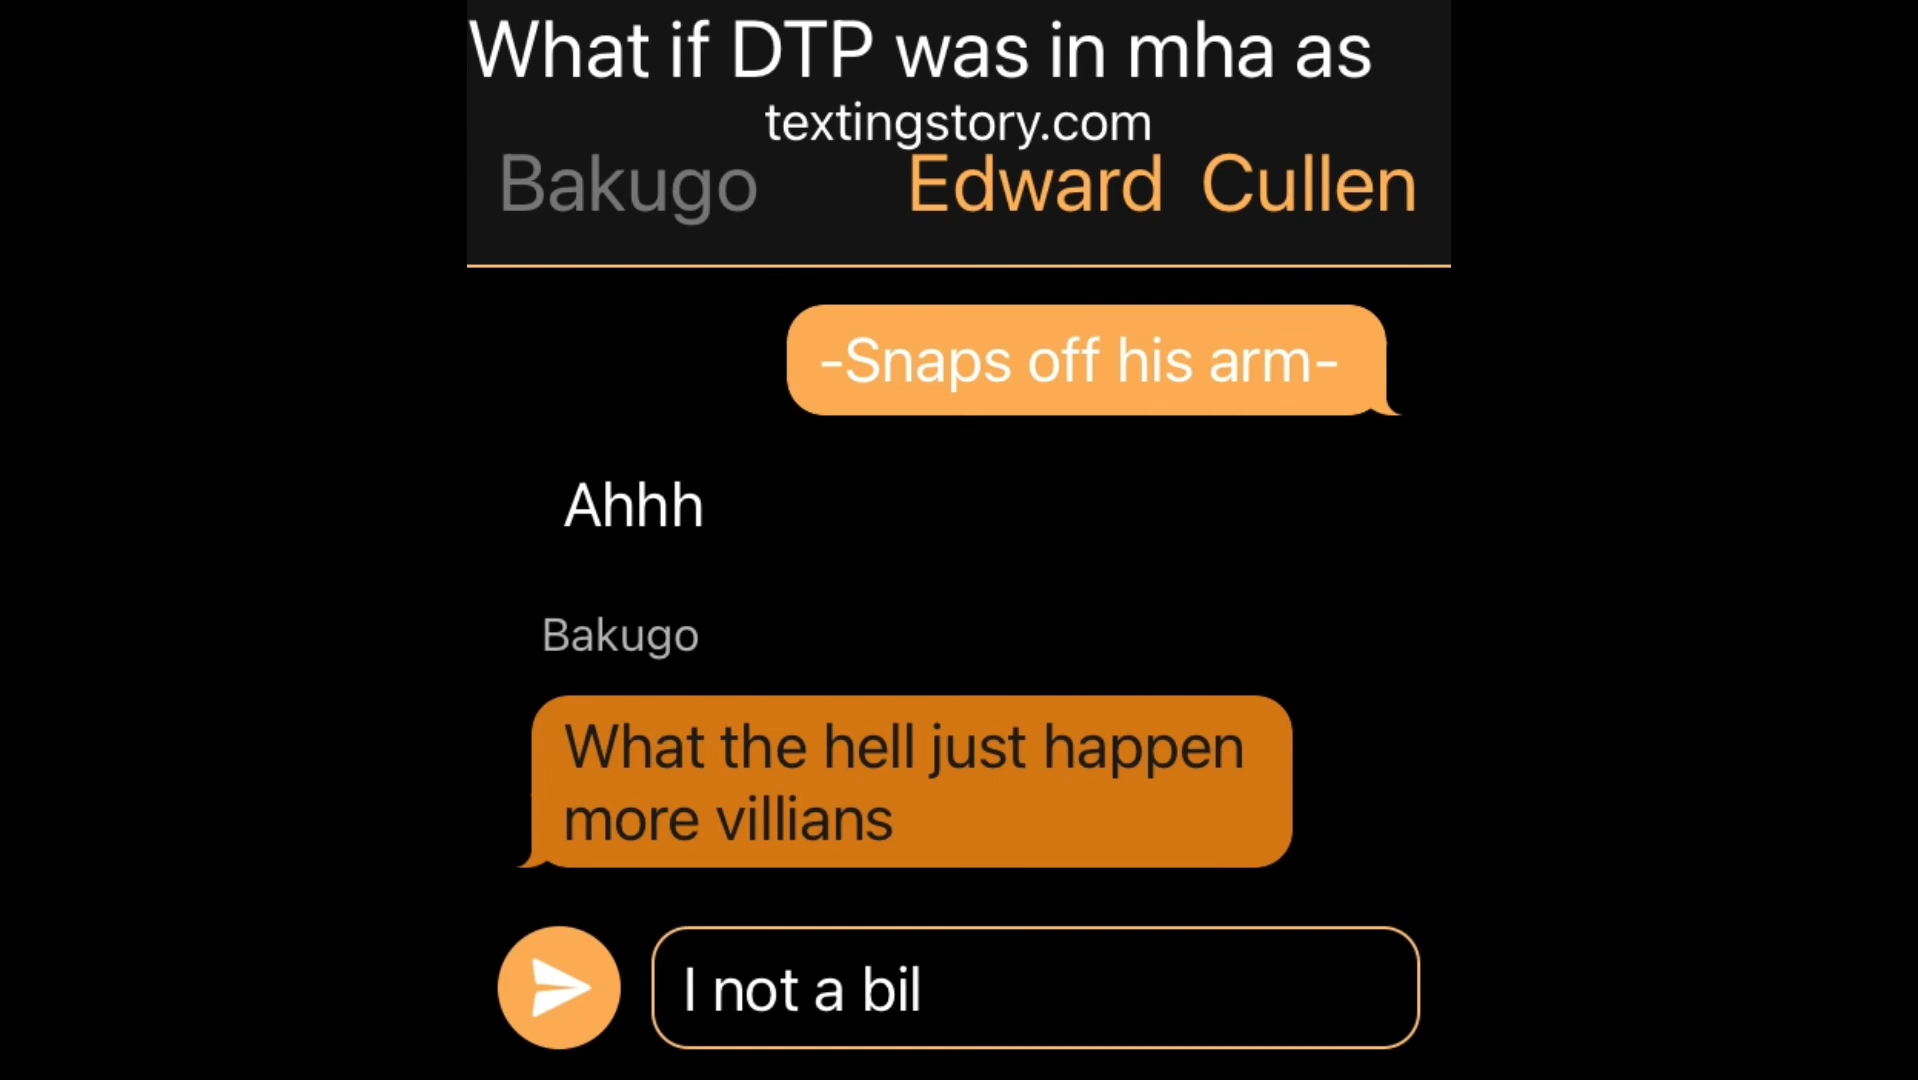 What if DTP was in mha as
textingstory.com
Bakugo Edward Cullen
-Snaps off his arm-
Ahhh
Bakugo
What the hell just happen
more villians
I not a bil